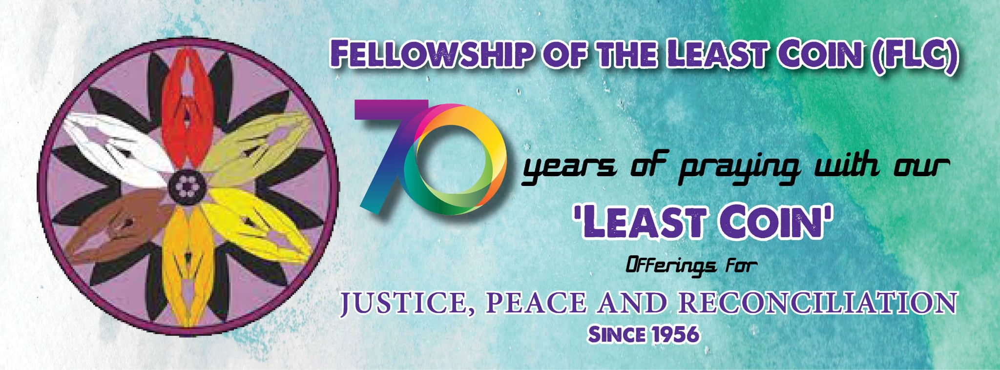 Fellowship of the Least Coin (FLC)
70 years of praying with our
'Least Coin'
Offerings for
JUSTICE, PEACE AND RECONCILIATION
Since 1956